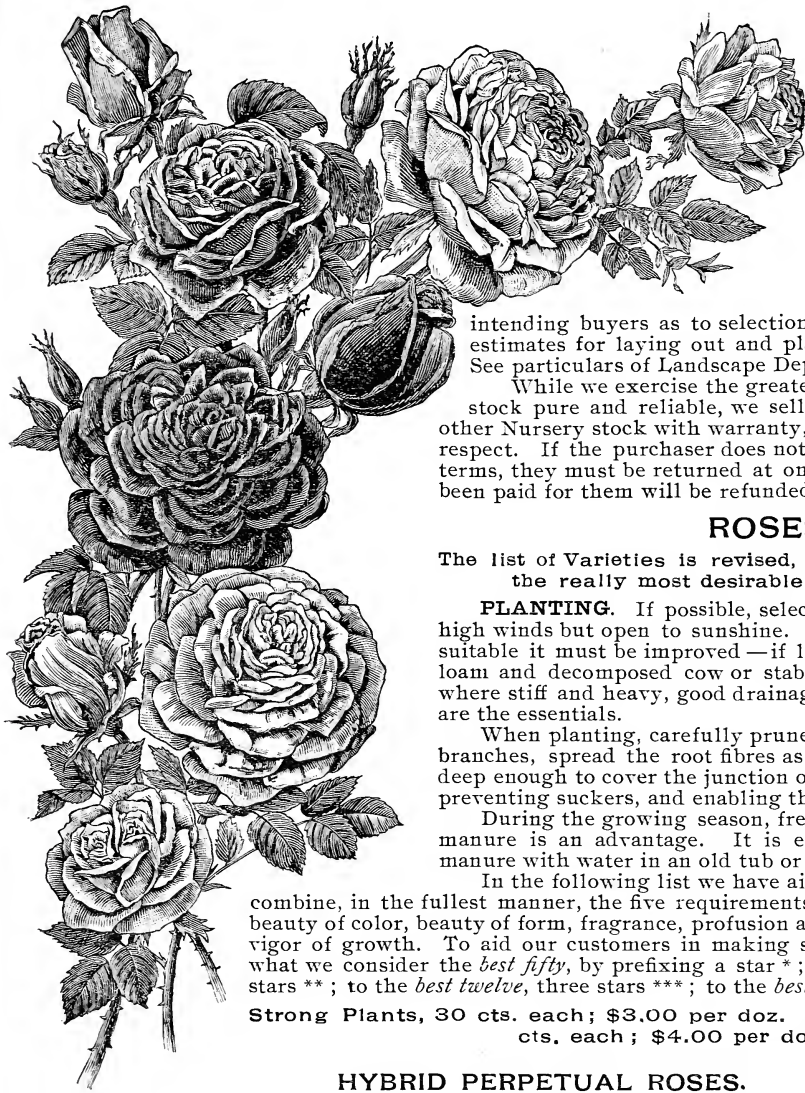 intending buyers as to selection
estimates for laying out and pl
See particulars of Landscape De
While we exercise the greate
stock pure and reliable, we sell
other Nursery stock with warranty,
respect. If the purchaser does not
terms, they must be returned at on
been paid for them will be refunded
ROSE
The list of Varieties is revised,
the really most desirable
PLANTING. If possible, selec
high winds but open to sunshine.
suitable it must be improved—if l
loam and decomposed cow or stab
where stiff and heavy, good drainag
are the essentials.
When planting, carefully prune
branches, spread the root fibres as
deep enough to cover the junction o
preventing suckers, and enabling th
During the growing season, fre
manure is an advantage. It is e
manure with water in an old tub or
In the following list we have ai
combine, in the fullest manner, the five requirements
beauty of color, beauty of form, fragrance, profusion a
vigor of growth. To aid our customers in making s
what we consider the best fifty, by prefixing a star * ;
stars ** ; to the best twelve, three stars *** ; to the bes
Strong Plants, 30 cts. each ; $3.00 per doz.
cts. each ; $4.00 per do
HYBRID PERPETUAL ROSES.